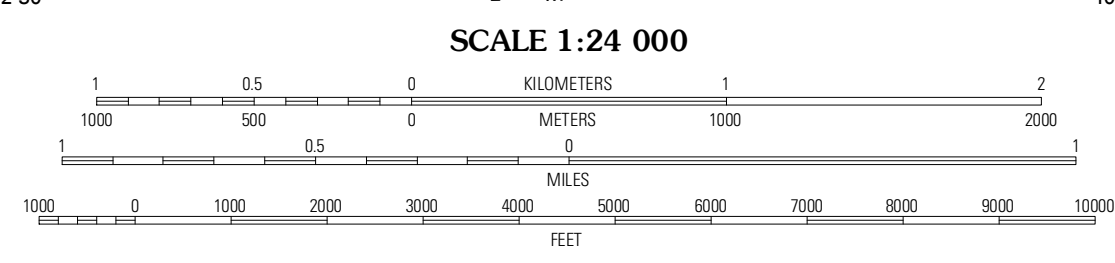 SCALE 1:24 000
1 0.5 0 KILOMETERS 1 2
1000 500 0 METERS 1000 2000
1 0.5 0 1
MILES
1000 0 1000 2000 3000 4000 5000 6000 7000 8000 9000 10000
FEET